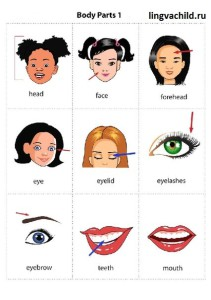 Body Parts 1
lingvachild.ru
head
face
forehead
eye
eyelid
eyelashes
eyebrow
teeth
mouth